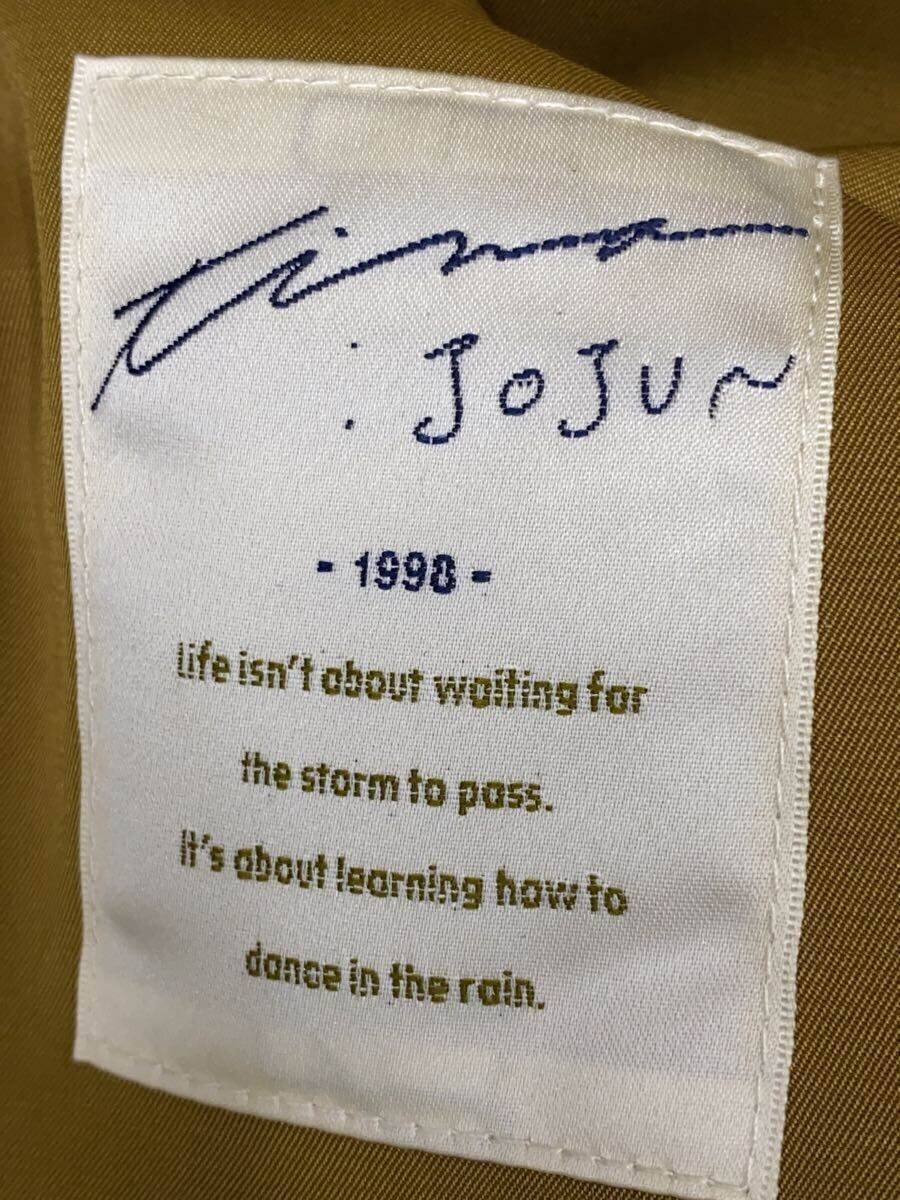 tina
: JOJUN
- 1998 -
Life isn't about waiting for
the storm to pass.
It's about learning how to
dance in the rain.